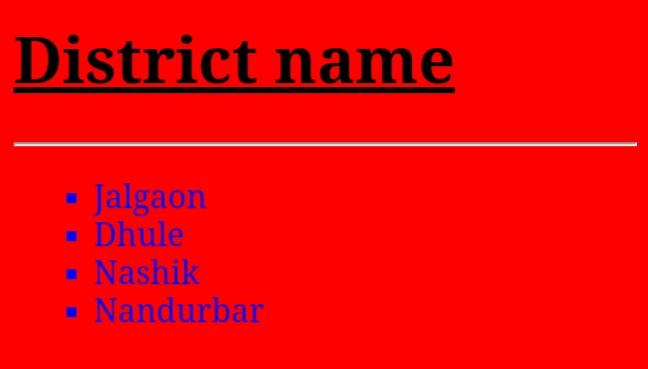 District name
Jalgaon
Dhule
Nashik
Nandurbar